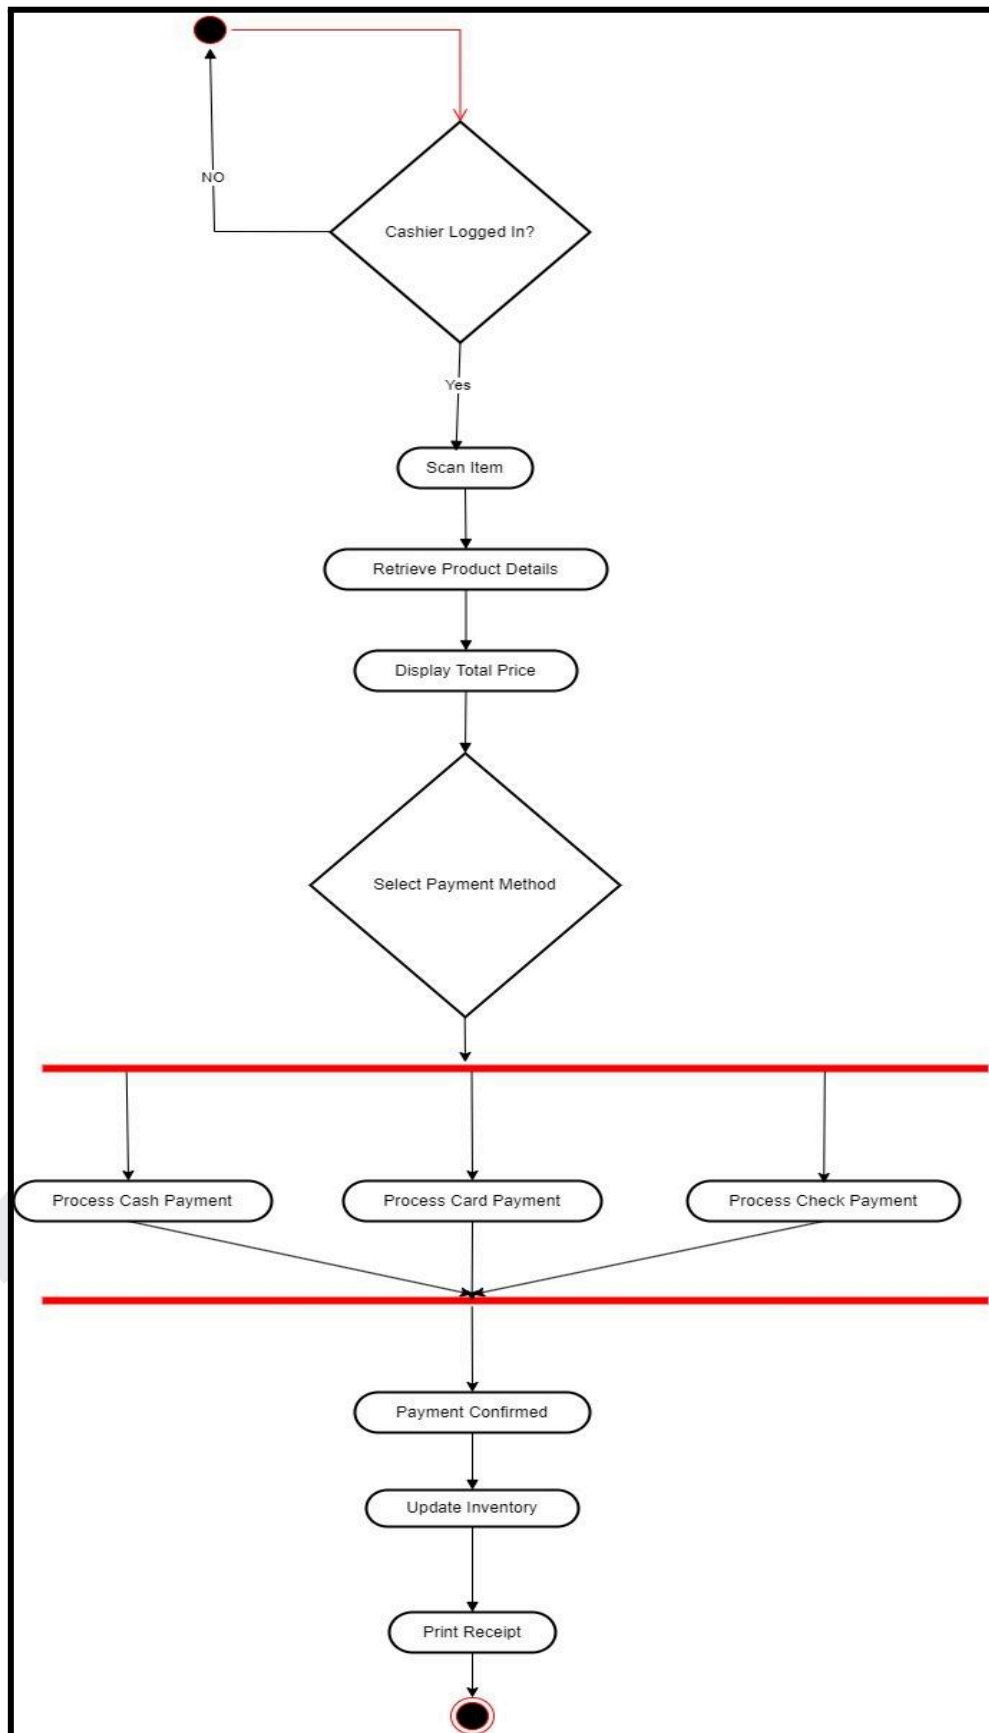 NO
Cashier Logged In?
Yes
Scan Item
Retrieve Product Details
Display Total Price
Select Payment Method
Process Cash Payment
Process Card Payment
Process Check Payment
Payment Confirmed
Update Inventory
Print Receipt